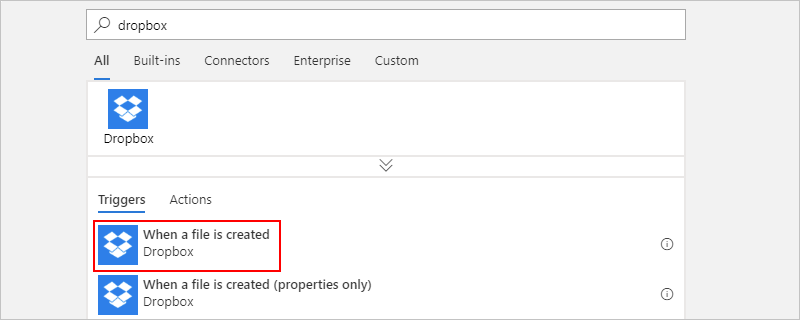 dropbox
All Built-ins Connectors Enterprise Custom
Dropbox
Triggers Actions
When a file is created
Dropbox
When a file is created (properties only)
Dropbox